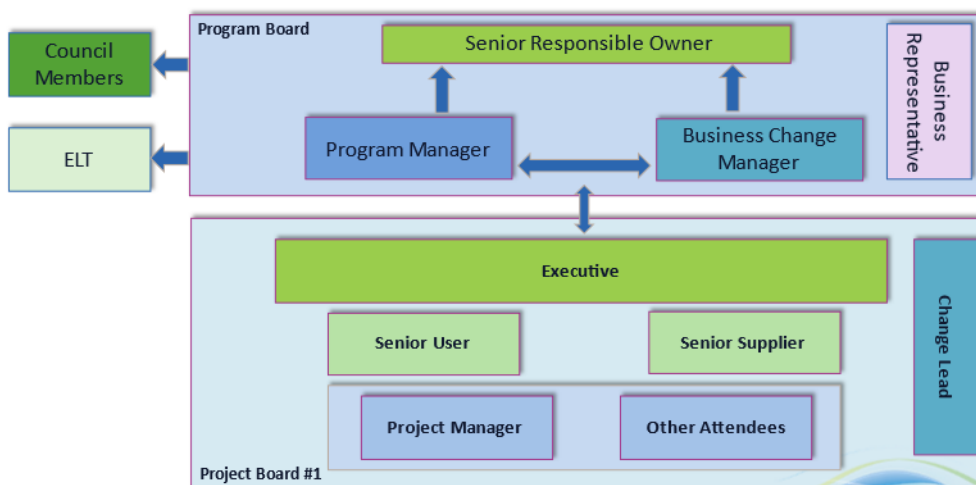 Program Board
Senior Responsible Owner
Council
Members
ELT
Program Manager
Business Change
Manager
Business
Representative
Executive
Senior User
Senior Supplier
Project Manager
Other Attendees
Change Lead
Project Board #1